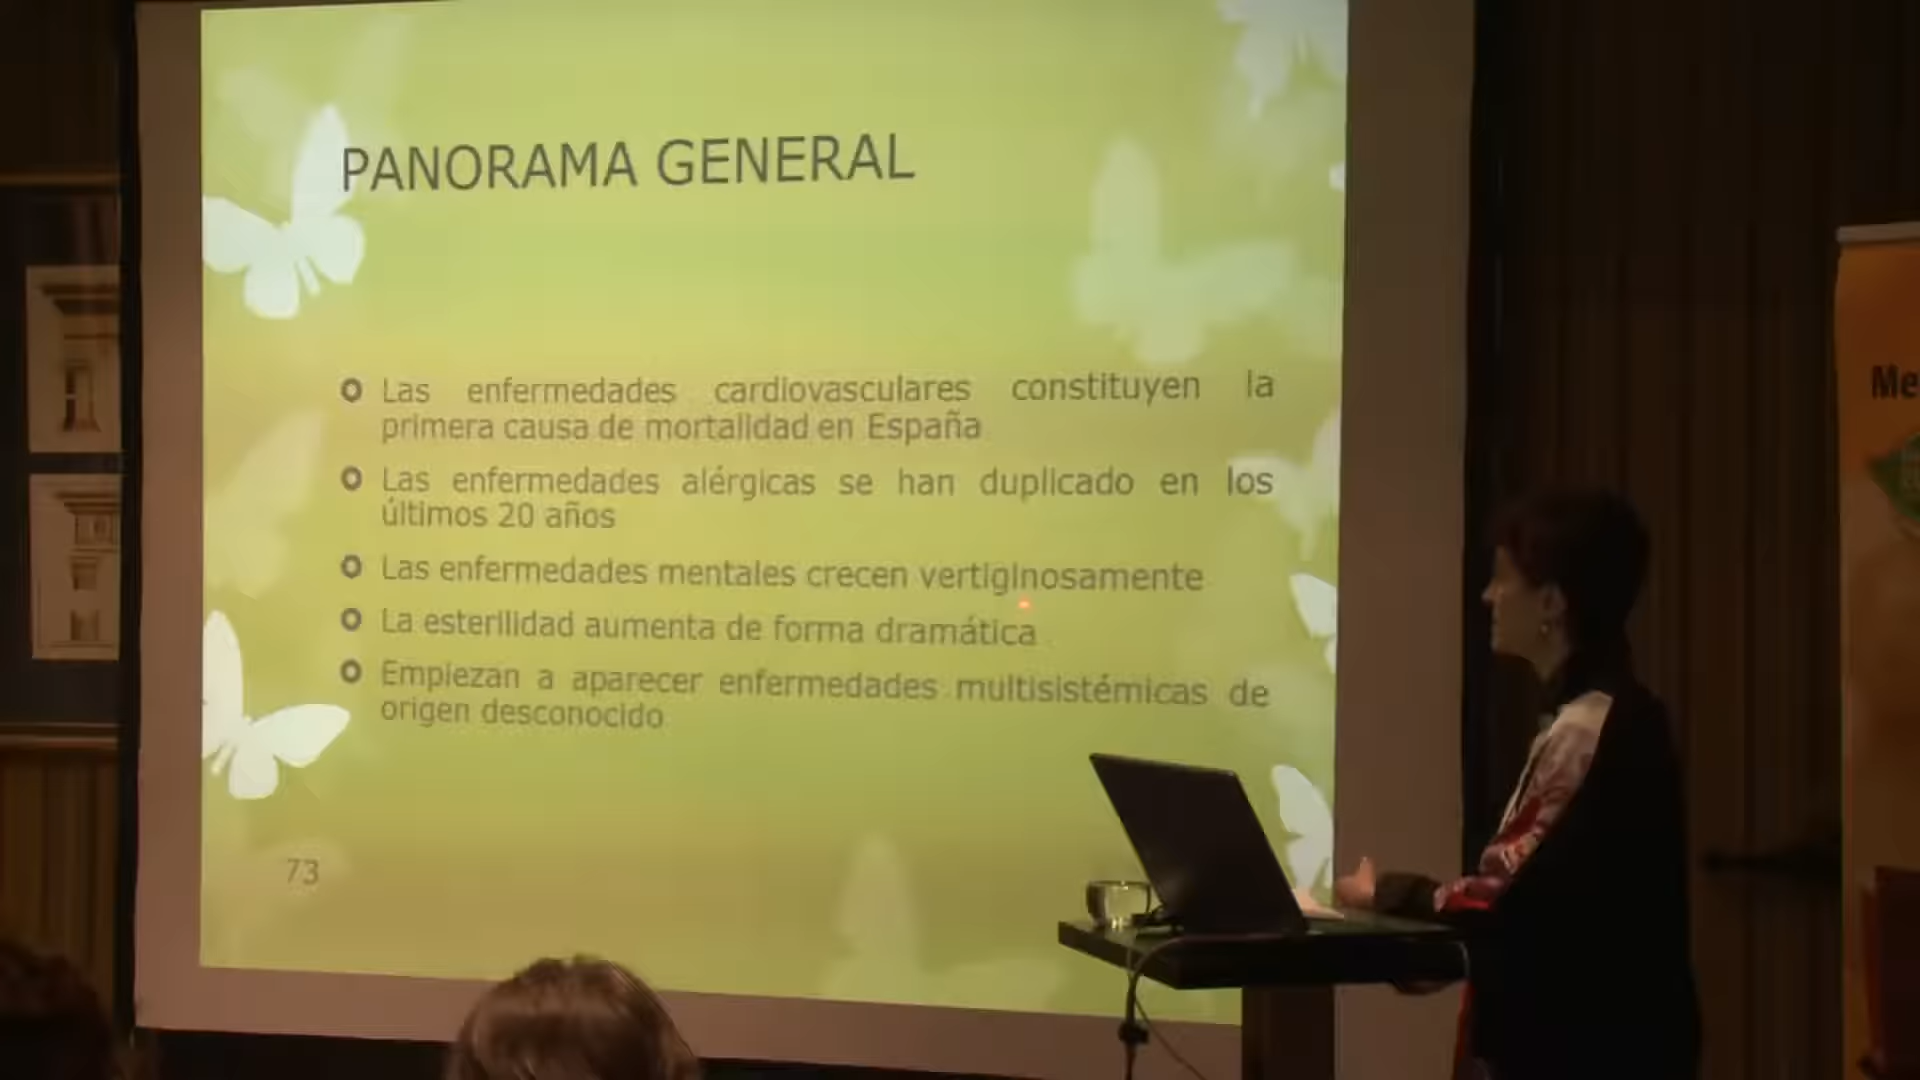 PANORAMA GENERAL
Las enfermedades cardiovasculares constituyen la
primera causa de mortalidad en España
Las enfermedades alérgicas se han duplicado en los
últimos 20 años
Las enfermedades mentales crecen vertiginosamente
La esterilidad aumenta de forma dramática
Empiezan a aparecer enfermedades multisistémicas de
origen desconocido
73
Me